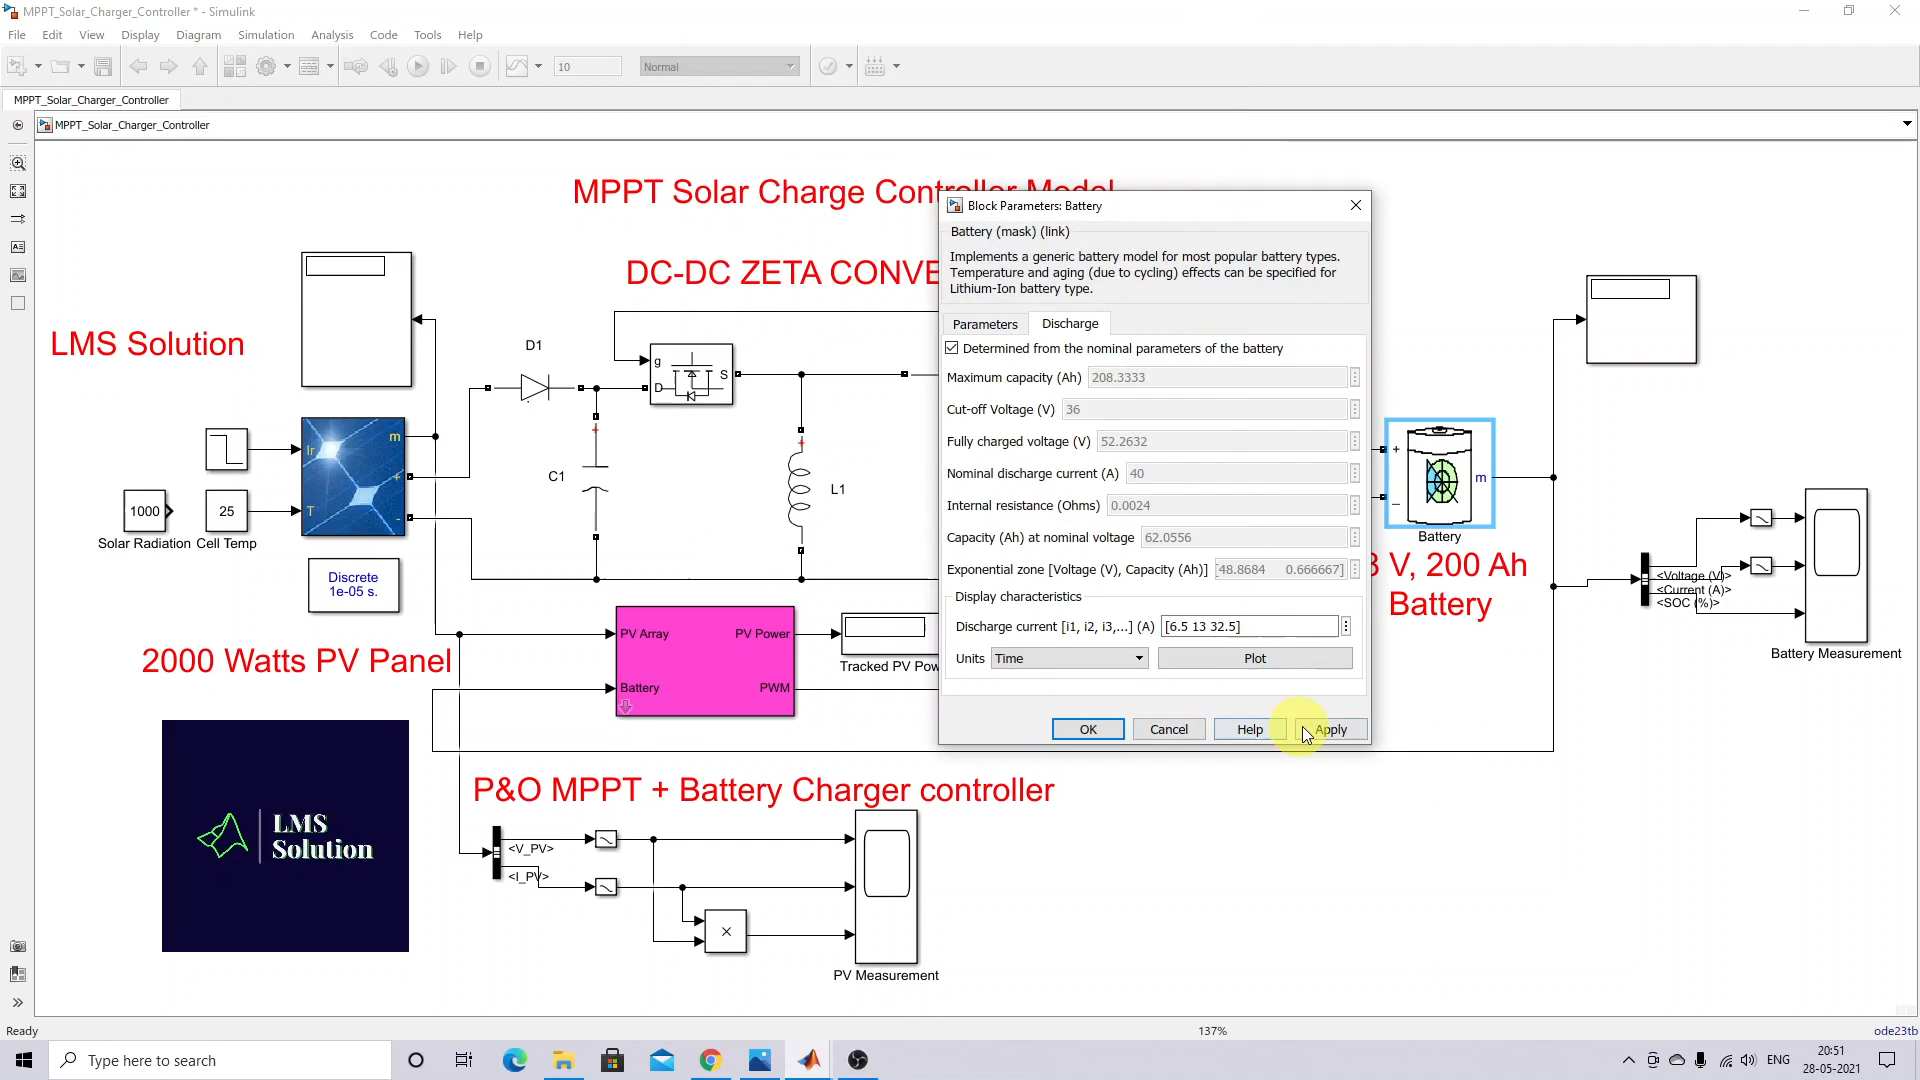 MPPT_Solar_Charger_Controller * - Simulink
File Edit View Display Diagram Simulation Analysis Code Tools Help
10
Normal
MPPT_Solar_Charger_Controller
MPPT_Solar_Charger_Controller
MPPT Solar Charge Controller Model
DC-DC ZETA CONVE
LMS Solution
D1
g
D
S
C1
L1
m
Ir
+
T
-
1000
25
Solar Radiation
Cell Temp
Discrete
1e-05 s.
2000 Watts PV Panel
PV Array
PV Power
Battery
PWM
Tracked PV Pow
LMS
Solution
P&O MPPT + Battery Charger controller
<V_PV>
<I_PV>
×
PV Measurement
Block Parameters: Battery
Battery (mask) (link)
Implements a generic battery model for most popular battery types.
Temperature and aging (due to cycling) effects can be specified for
Lithium-Ion battery type.
Parameters
Discharge
Determined from the nominal parameters of the battery
Maximum capacity (Ah) 208.3333
Cut-off Voltage (V) 36
Fully charged voltage (V) 52.2632
Nominal discharge current (A) 40
Internal resistance (Ohms) 0.0024
Capacity (Ah) at nominal voltage 62.0556
Exponential zone [Voltage (V), Capacity (Ah)] [48.8684 0.666667]
Display characteristics
Discharge current [i1, i2, i3,...] (A) [6.5 13 32.5]
Units Time Plot
OK Cancel Help Apply
+
m
–
Battery
V, 200 Ah
Battery
<Voltage (V)>
<Current (A)>
<SOC (%)>
Battery Measurement
Ready
137%
ode23tb
Type here to search
ENG
20:51
28-05-2021